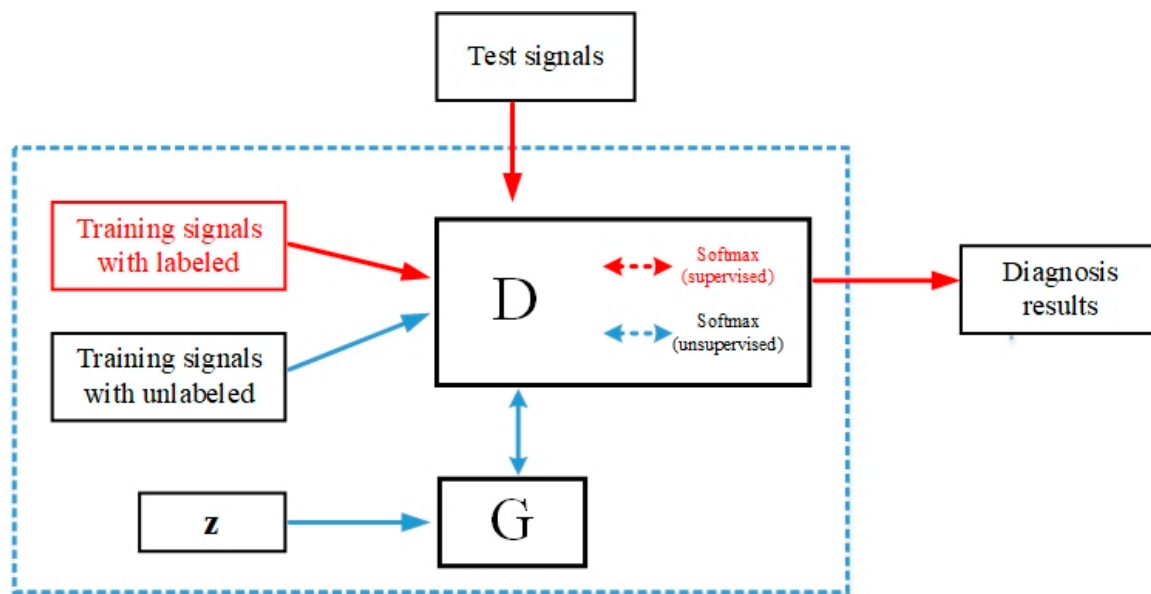 Test signals
Training signals
with labeled
Training signals
with unlabeled
D
Softmax
(supervised)
Softmax
(unsupervised)
Diagnosis
results
z
G